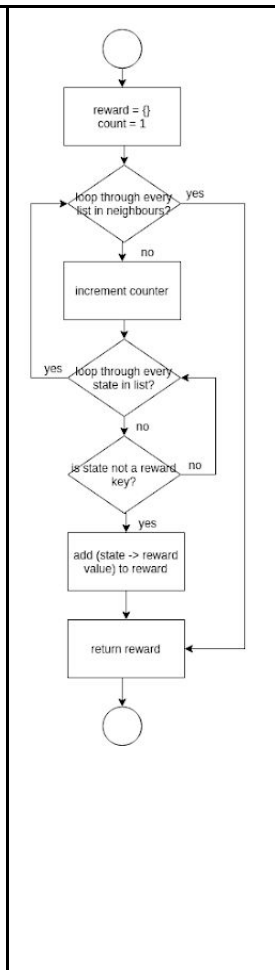 reward = {}
count = 1
loop through every
list in neighbours?
yes
no
increment counter
loop through every
state in list?
yes
no
is state not a reward
key?
no
yes
add (state -> reward
value) to reward
return reward